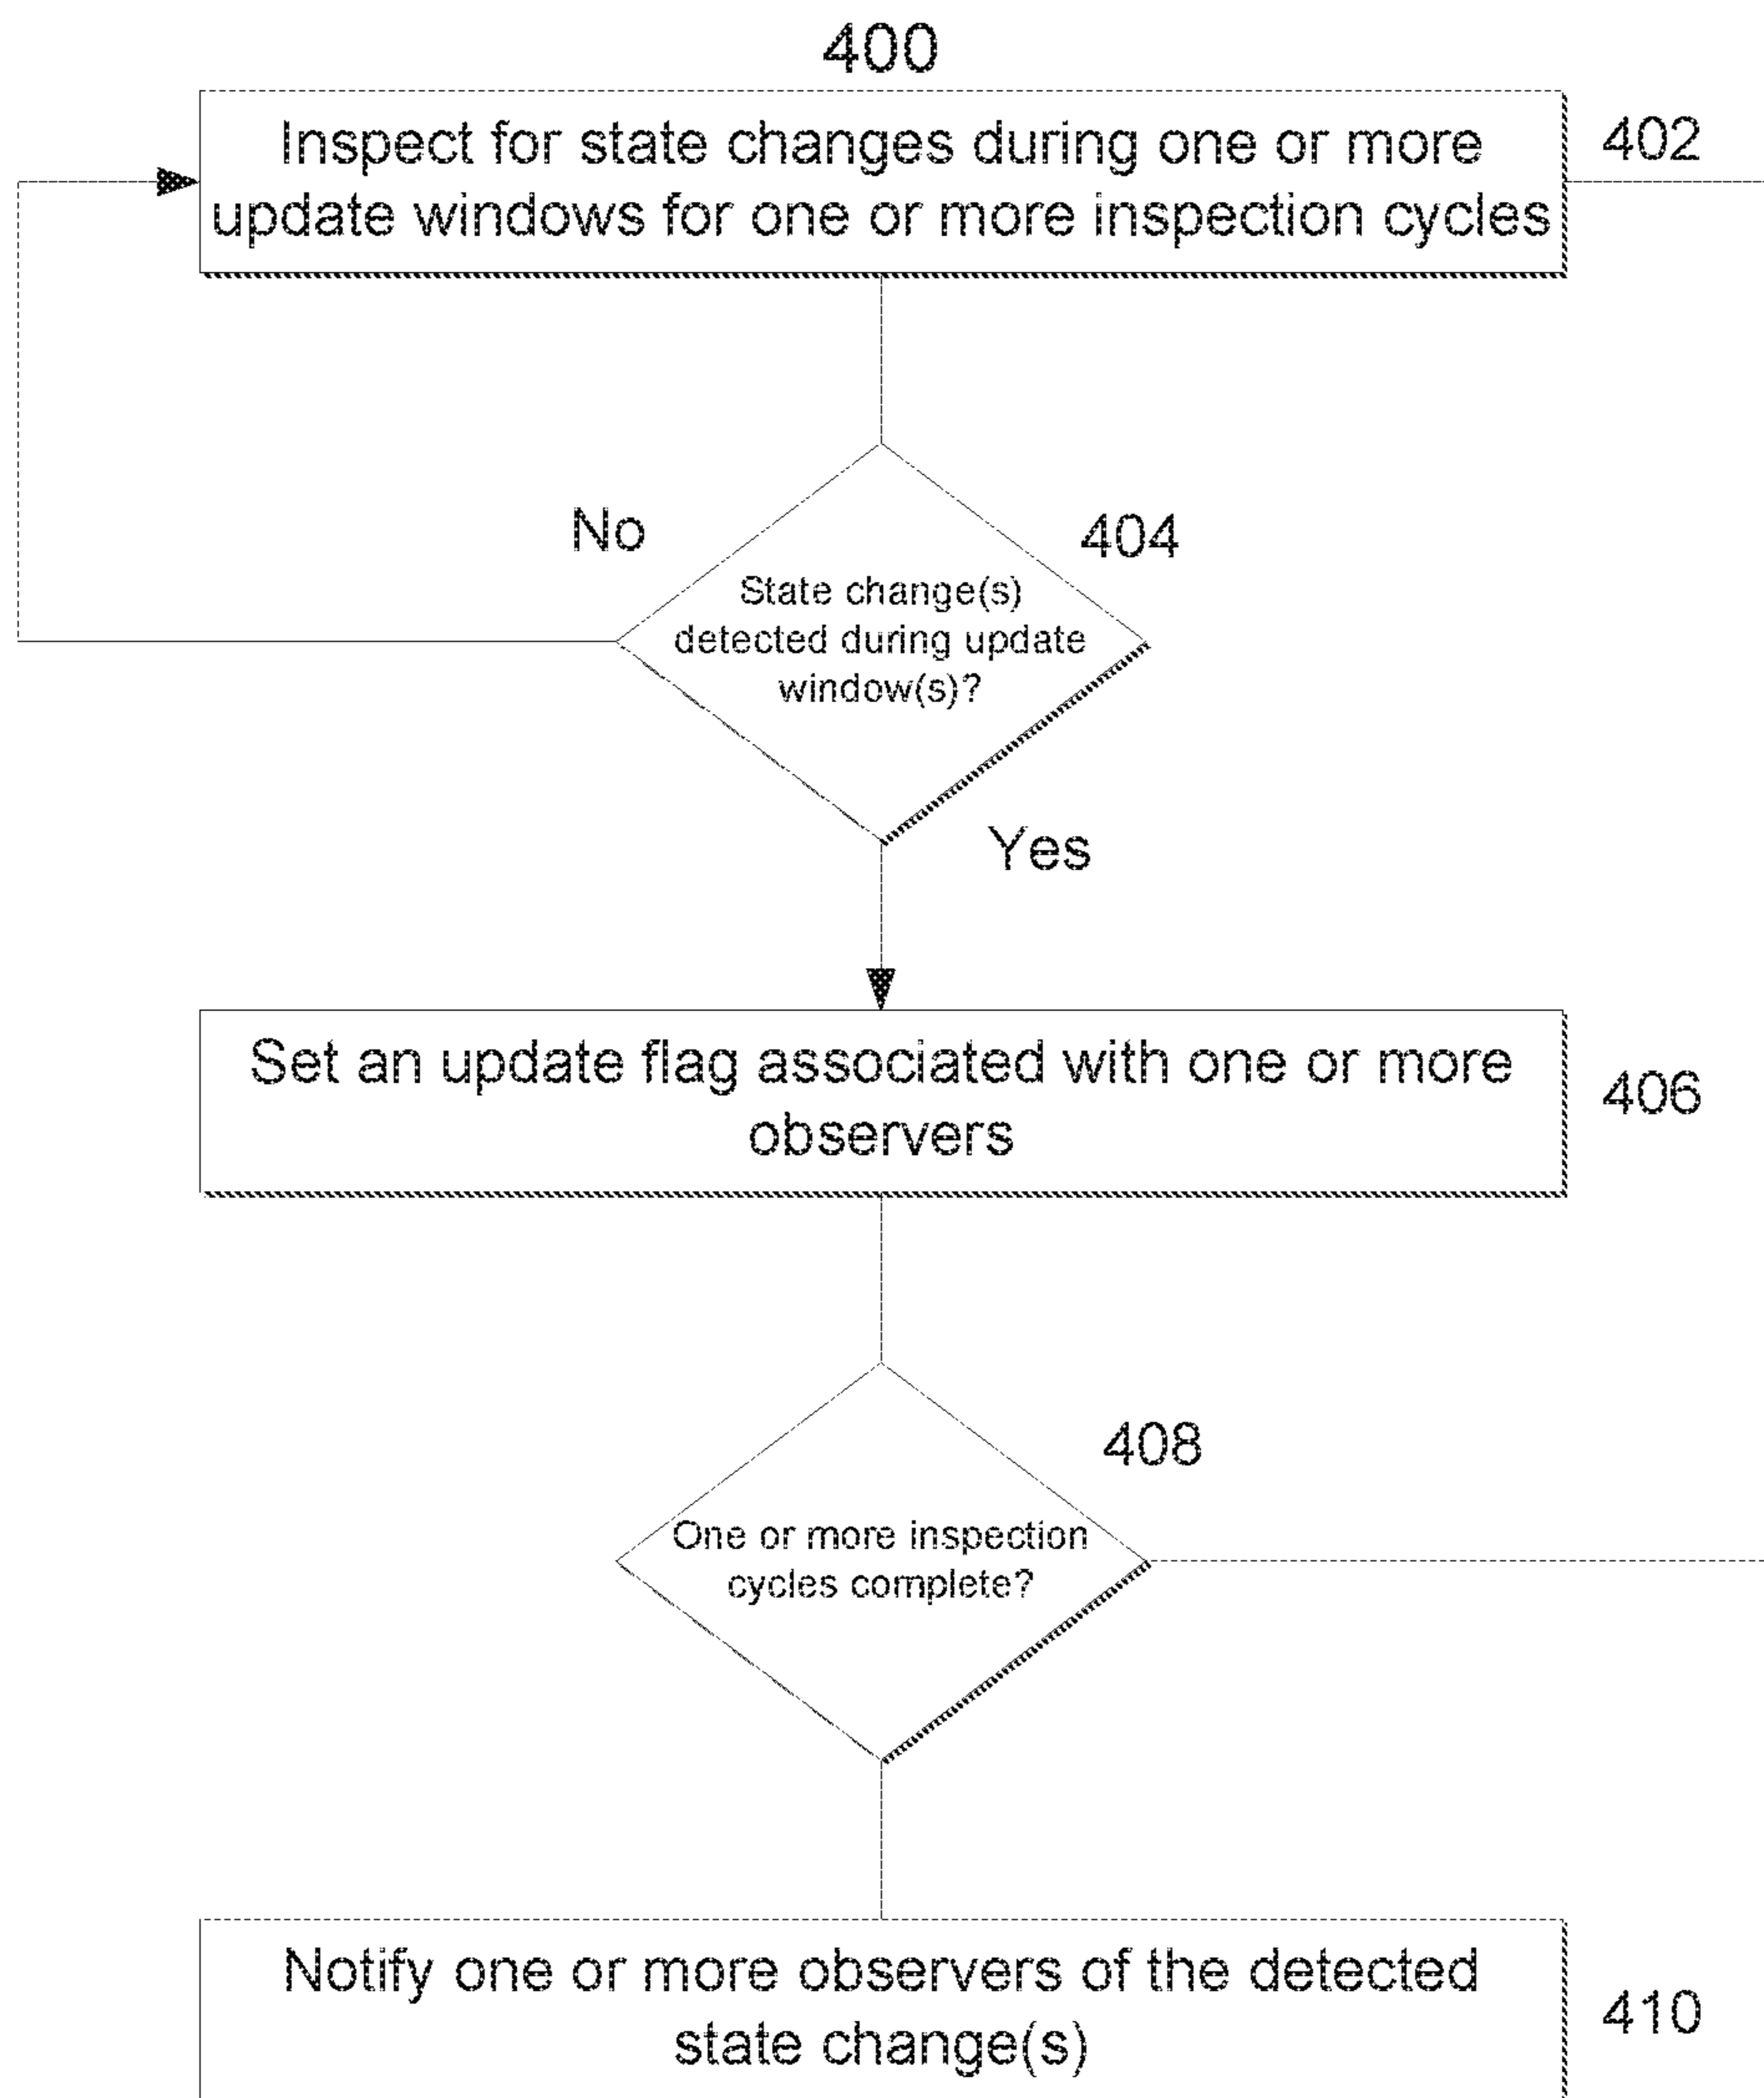 400
Inspect for state changes during one or more
update windows for one or more inspection cycles
402
No
404
State change(s)
detected during update
window(s)?
Yes
Set an update flag associated with one or more
observers
406
408
One or more inspection
cycles complete?
Notify one or more observers of the detected
state change(s)
410